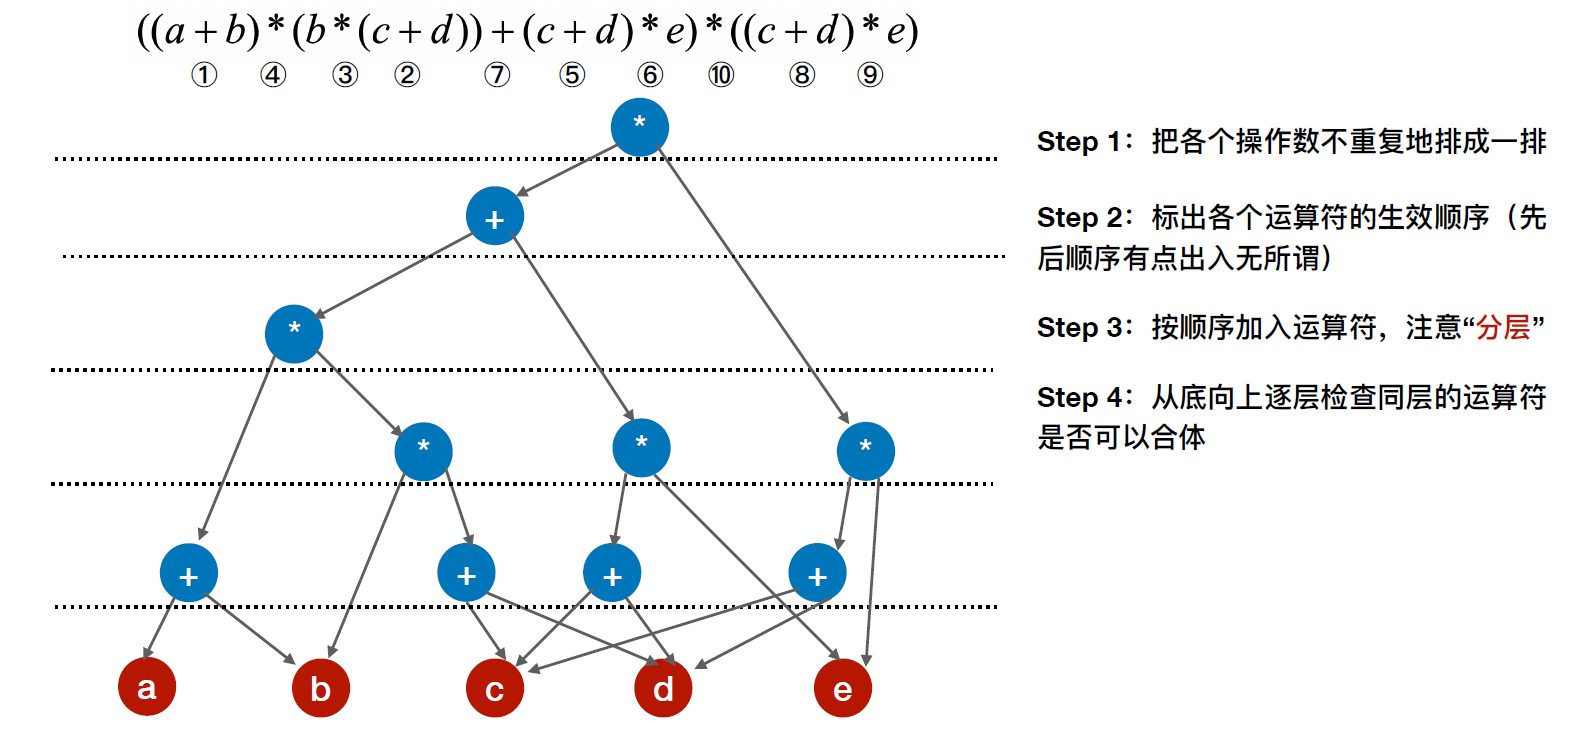 ((a+b)*(b*(c+d))+(c+d)*e)*((c+d)*e)
① ④ ③ ② ⑦ ⑤ ⑥ ⑩ ⑧ ⑨
*
+
*
* * *
+ + + +
a b c d e
Step 1：把各个操作数不重复地排成一排
Step 2：标出各个运算符的生效顺序（先
后顺序有点出入无所谓）
Step 3：按顺序加入运算符，注意“分层”
Step 4：从底向上逐层检查同层的运算符
是否可以合体